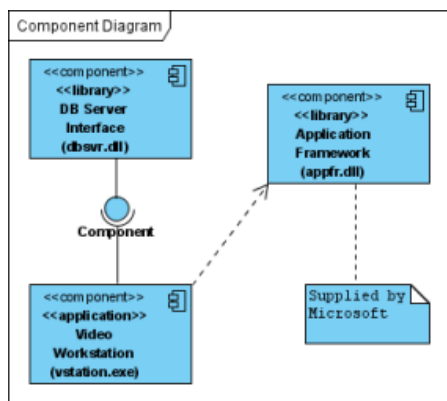 Component Diagram
<<component>>
<<library>>
DB Server
Interface
(dbsvr.dll)
<<component>>
<<library>>
Application
Framework
(appfr.dll)
Component
<<component>>
<<application>>
Video
Workstation
(vstation.exe)
Supplied by
Microsoft